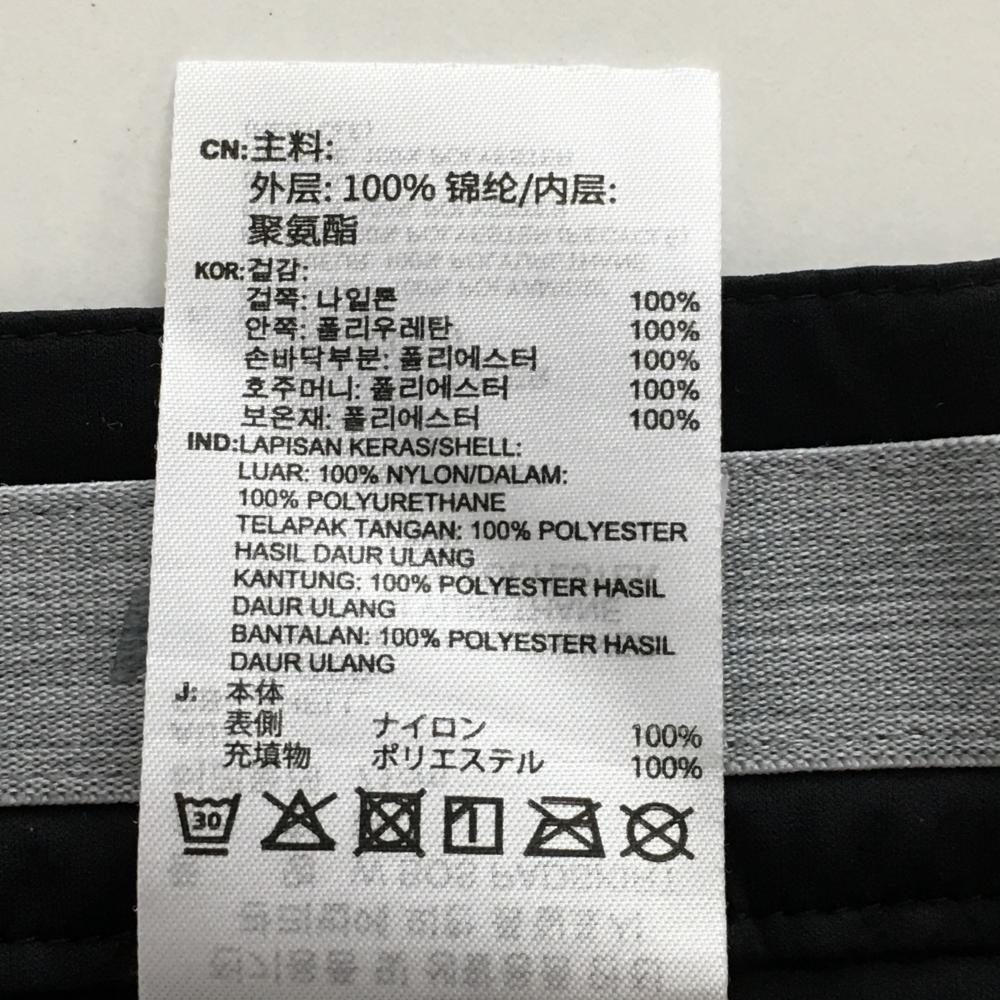 CN:主料:
外层: 100% 锦纶/内层:
聚氨酯
KOR:겉감:
겉쪽: 나일론 100%
안쪽: 폴리우레탄 100%
손바닥부분: 폴리에스터 100%
호주머니: 폴리에스터 100%
보온재: 폴리에스터 100%
IND:LAPISAN KERAS/SHELL:
LUAR: 100% NYLON/DALAM:
100% POLYURETHANE
TELAPAK TANGAN: 100% POLYESTER
HASIL DAUR ULANG
KANTUNG: 100% POLYESTER HASIL
DAUR ULANG
BANTALAN: 100% POLYESTER HASIL
DAUR ULANG
J: 本体
表側 ナイロン 100%
充填物 ポリエステル 100%
30